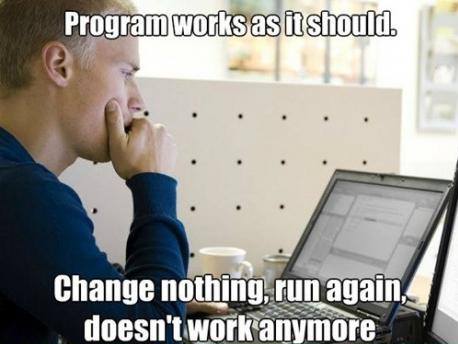 Program works as it should.
Change nothing, run again,
doesn't work anymore